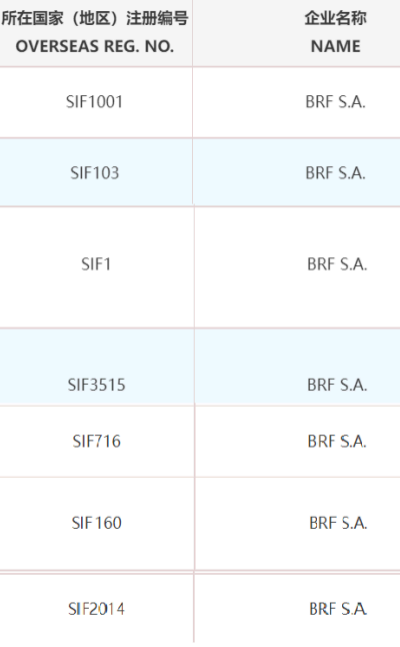 所在国家（地区）注册编号 企业名称
OVERSEAS REG. NO. NAME
SIF1001 BRF S.A.
SIF103 BRF S.A.
SIF1 BRF S.A.
SIF3515 BRF S.A.
SIF716 BRF S.A.
SIF160 BRF S.A.
SIF2014 BRF S.A